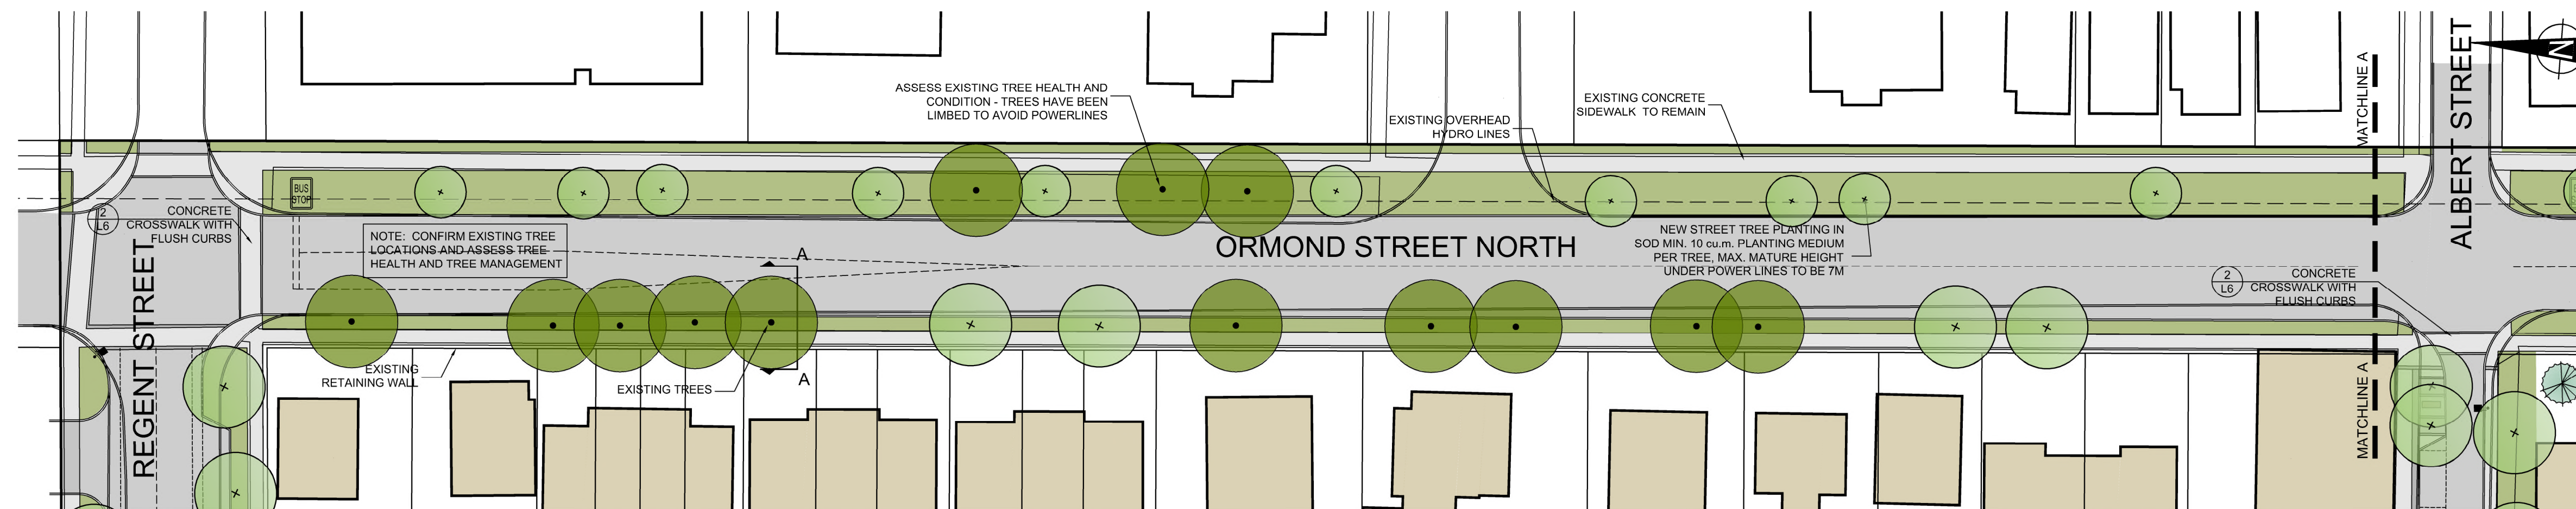 ASSESS EXISTING TREE HEALTH AND
CONDITION - TREES HAVE BEEN
LIMBED TO AVOID POWERLINES
EXISTING OVERHEAD
HYDRO LINES
EXISTING CONCRETE
SIDEWALK TO REMAIN
MATCHLINE A
ALBERT STREET
N
BUS
STOP
2
L6
CONCRETE
CROSSWALK WITH
FLUSH CURBS
NOTE: CONFIRM EXISTING TREE
LOCATIONS AND ASSESS TREE
HEALTH AND TREE MANAGEMENT
A
ORMOND STREET NORTH
NEW STREET TREE PLANTING IN
SOD MIN. 10 cu.m. PLANTING MEDIUM
PER TREE, MAX. MATURE HEIGHT
UNDER POWER LINES TO BE 7M
2
L6
CONCRETE
CROSSWALK WITH
FLUSH CURBS
REGENT STREET
EXISTING
RETAINING WALL
EXISTING TREES
A
MATCHLINE A